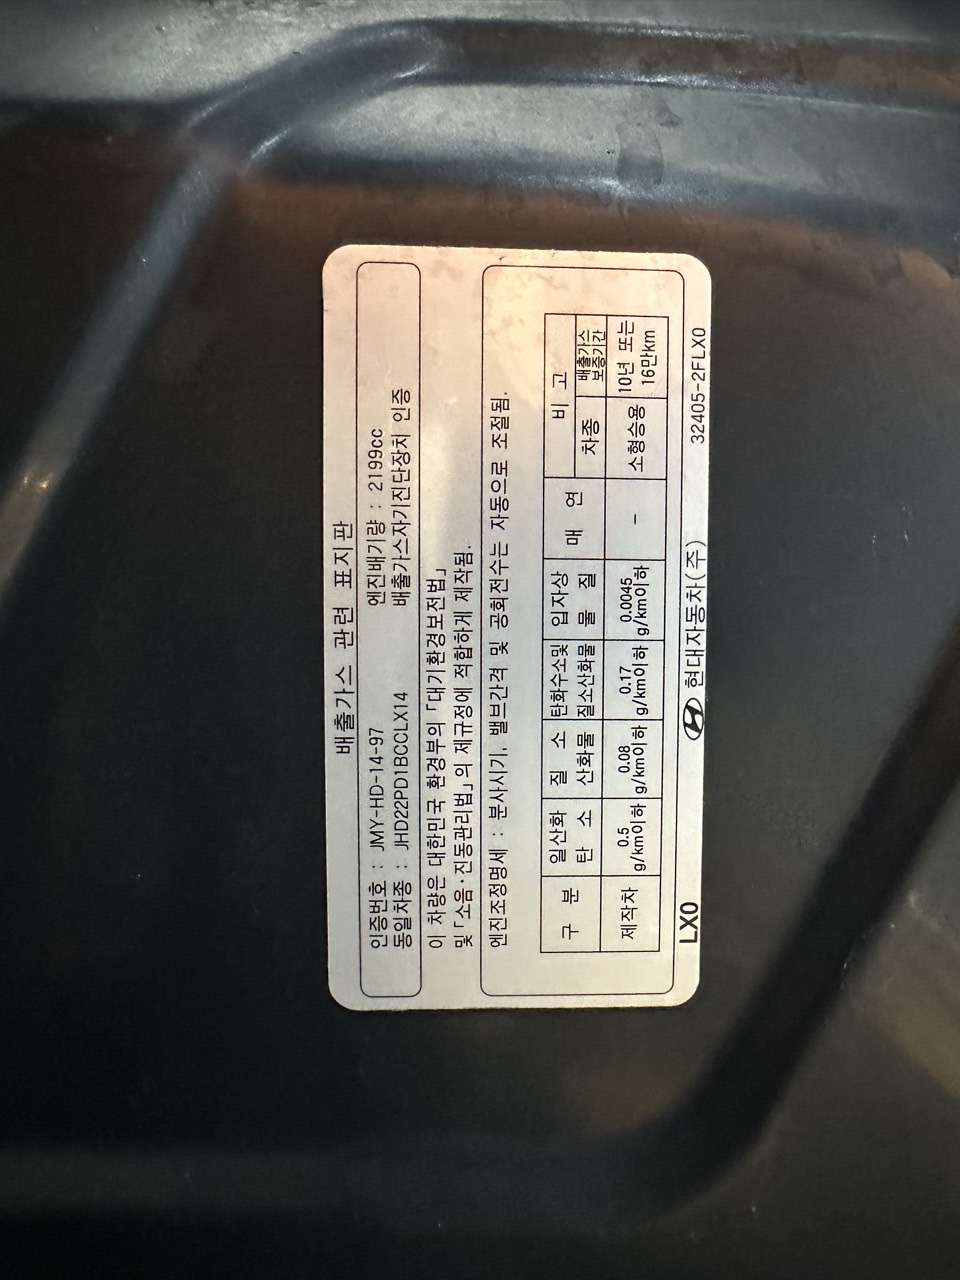 배출가스 관련 표지판
인증번호 : JMY-HD-14-97 엔진배기량 : 2199cc
동일차종 : JHD22PD1BCCLX14 배출가스자기진단장치 인증
이 차량은 대한민국 환경부의 「대기환경보전법」
및 「소음·진동관리법」의 제규정에 적합하게 제작됨.
엔진조정명세 : 분사시기, 밸브간격 및 공회전수는 자동으로 조절됨.
구 분 일산화탄 소 질 소산화물 탄화수소및질소산화물 입자상물 질 매 연 비 고
차종 배출가스보증기간
제작차 0.5 g/km이하 0.08 g/km이하 0.17 g/km이하 0.0045 g/km이하 - 소형승용 10년 또는 16만km
LX0 현대자동차(주) 32405-2FLX0